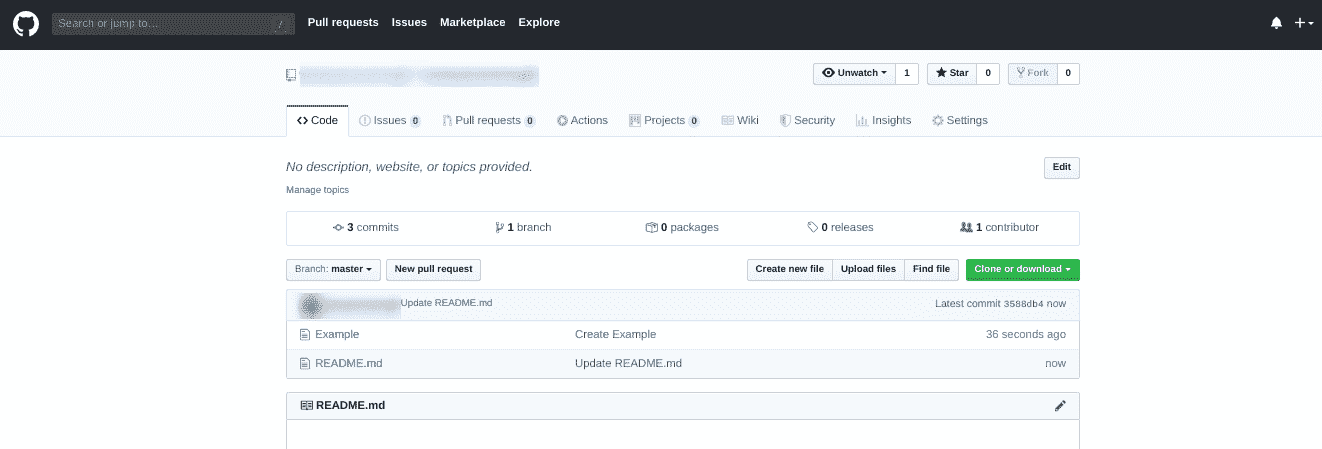 Search or jump to… / Pull requests Issues Marketplace Explore
Unwatch 1 Star 0 Fork 0
Code Issues 0 Pull requests 0 Actions Projects 0 Wiki Security Insights Settings
No description, website, or topics provided. Edit
Manage topics
3 commits 1 branch 0 packages 0 releases 1 contributor
Branch: master New pull request Create new file Upload files Find file Clone or download
Update README.md Latest commit 3588db4 now
Example Create Example 36 seconds ago
README.md Update README.md now
README.md